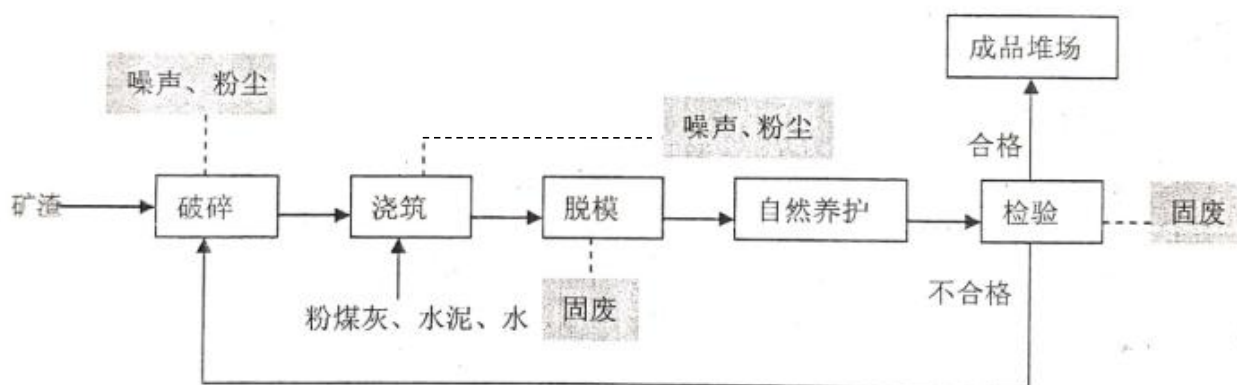 成品堆场
噪声、粉尘
噪声、粉尘
合格
矿渣
破碎
浇筑
脱模
自然养护
检验
固废
不合格
粉煤灰、水泥、水
固废